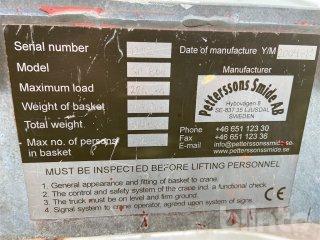 Serial number
Date of manufacture Y/M
Model
Manufacturer
Maximum load
Petterssons Smide AB
Weight of basket
Hybovägen 8
SE-837 35 LJUSDAL
SWEDEN
Total weight
Phone +46 651 123 30
Fax +46 651 123 36
E-mail info@petterssonssmide.se
www.petterssonssmide.se
Max no. of personal
in basket
MUST BE INSPECTED BEFORE LIFTING PERSONNEL
1. General appearance and fitting of basket to crane.
2. The control and safety system of the crane incl. a functional check.
3. The truck must be on level and firm ground.
4. Signal system to crane operator, agreed upon system of signs.
CE